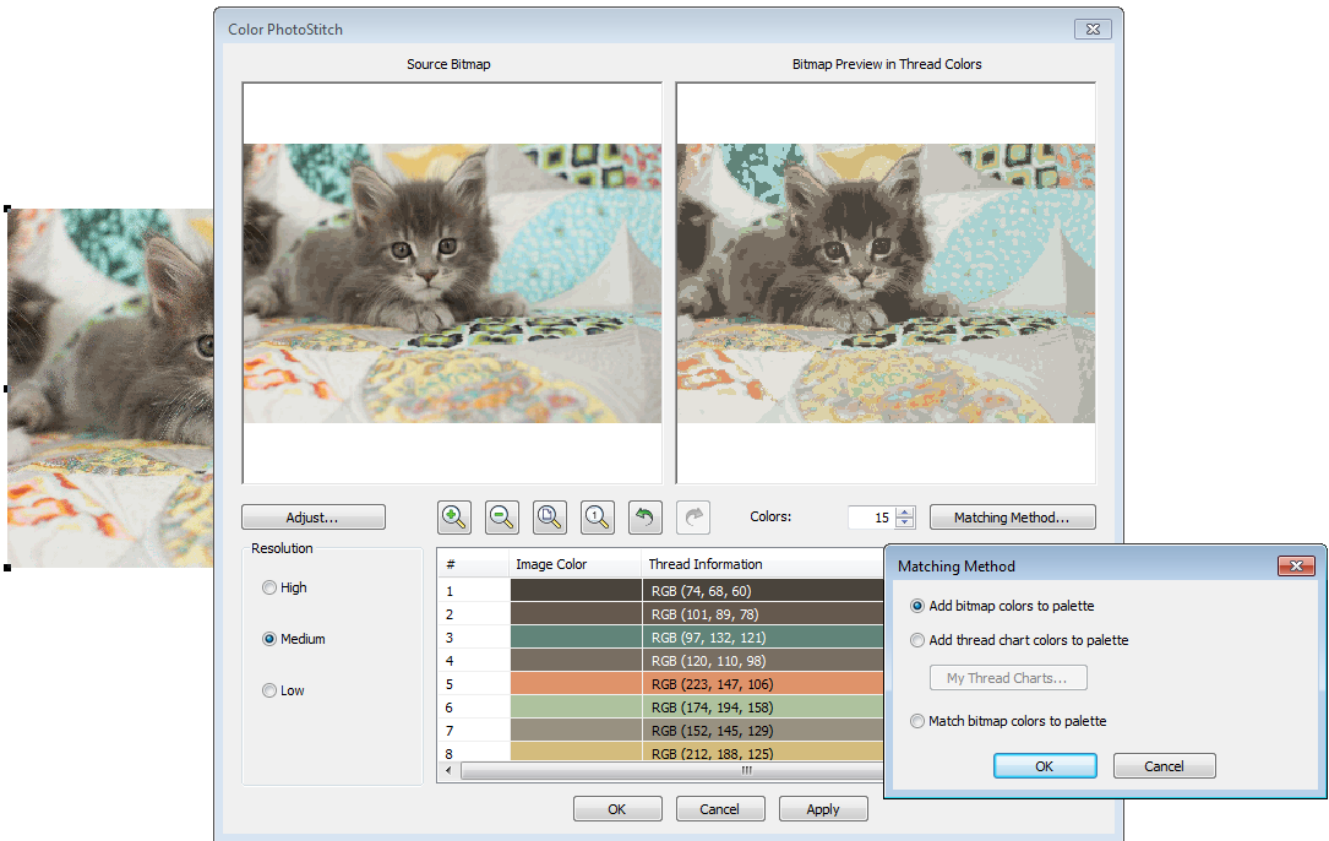 Color PhotoStitch
Source Bitmap
Bitmap Preview in Thread Colors
Adjust...
1
Colors:
15
Matching Method...
Resolution
High
Medium
Low
# Image Color Thread Information
1 RGB (74, 68, 60)
2 RGB (101, 89, 78)
3 RGB (97, 132, 121)
4 RGB (120, 110, 98)
5 RGB (223, 147, 106)
6 RGB (174, 194, 158)
7 RGB (152, 145, 129)
8 RGB (212, 188, 125)
OK
Cancel
Apply
Matching Method
Add bitmap colors to palette
Add thread chart colors to palette
My Thread Charts...
Match bitmap colors to palette
OK
Cancel